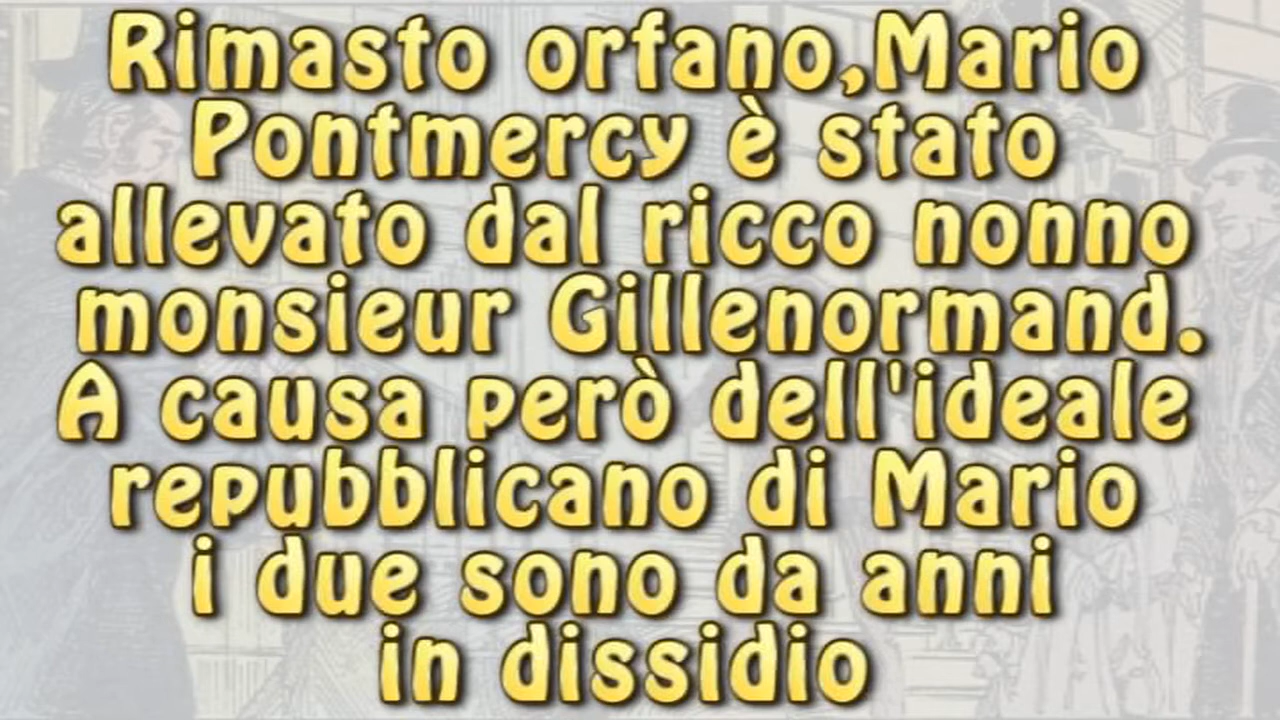 Rimasto orfano,Mario
Pontmercy è stato
allevato dal ricco nonno
monsieur Gillenormand.
A causa però dell'ideale
repubblicano di Mario
i due sono da anni
in dissidio